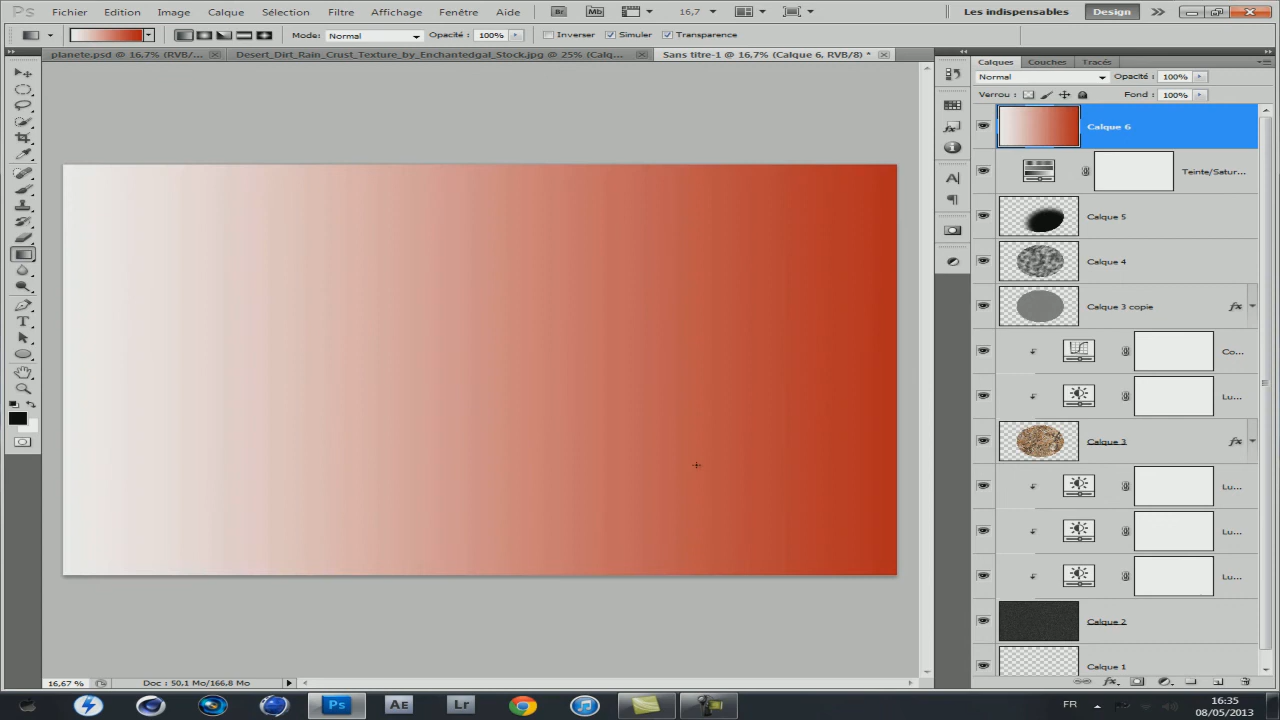 Ps Fichier Edition Image Calque Sélection Filtre Affichage Fenêtre Aide Br Mb 16,7 Les indispensables Design
Mode: Normal Opacité : 100% Inverser Simuler Transparence
planete.psd @ 16,7% (RVB/... Desert_Dirt_Rain_Crust_Texture_by_Enchantedgal_Stock.jpg @ 25% (Calq... Sans titre-1 @ 16,7% (Calque 6, RVB/8) *
Calques Couches Tracés
Normal Opacité : 100%
Verrou : Fond : 100%
Calque 6
Teinte/Satur...
Calque 5
Calque 4
Calque 3 copie fx
Co...
Lu...
Calque 3 fx
Lu...
Lu...
Lu...
Calque 2
Calque 1
16,67 % Doc : 50,1 Mo/166,8 Mo
Ps Ae Lr FR 16:35
08/05/2013